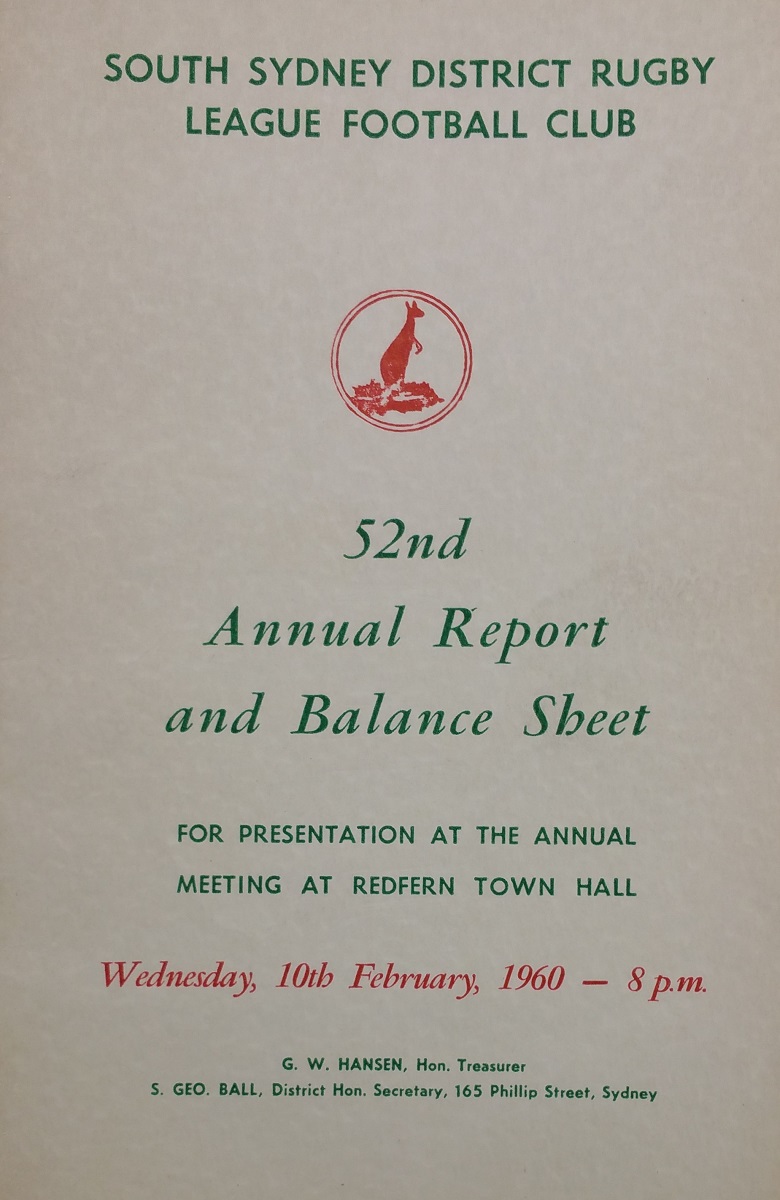 SOUTH SYDNEY DISTRICT RUGBY
LEAGUE FOOTBALL CLUB
52nd
Annual Report
and Balance Sheet
FOR PRESENTATION AT THE ANNUAL
MEETING AT REDFERN TOWN HALL
Wednesday, 10th February, 1960 — 8 p.m.
G. W. HANSEN, Hon. Treasurer
S. GEO. BALL, District Hon. Secretary, 165 Phillip Street, Sydney